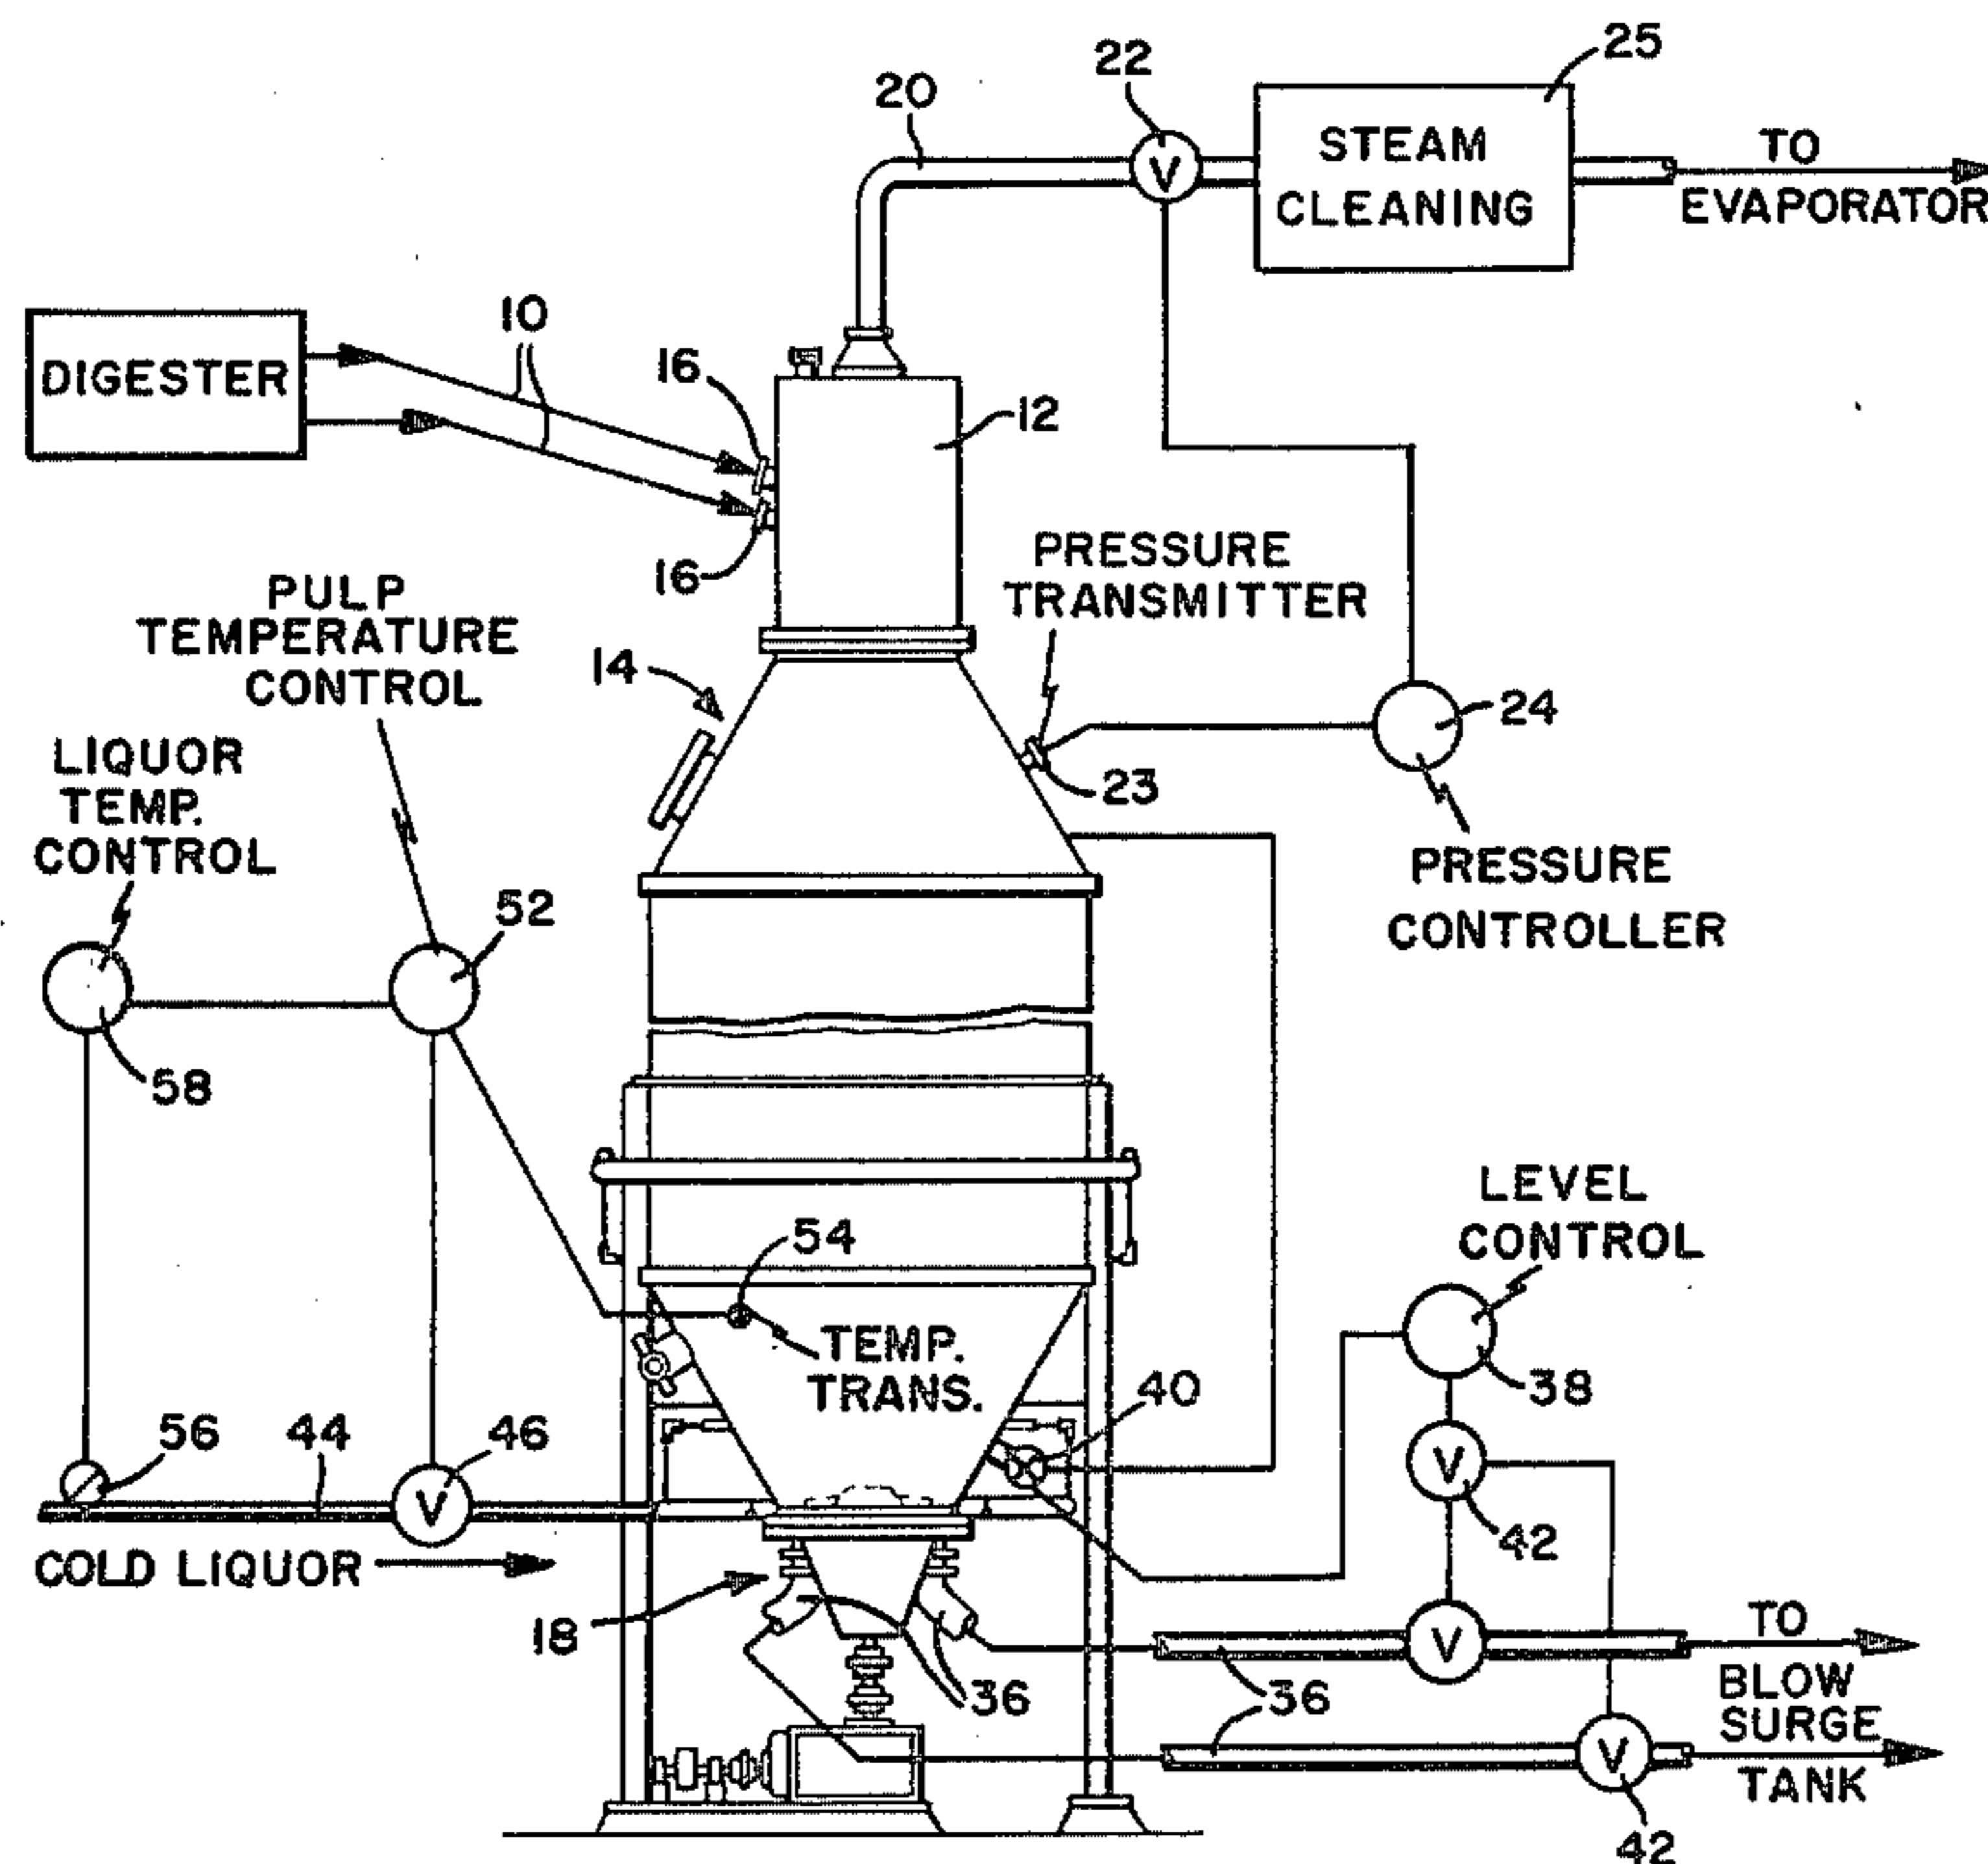 25
22
20
V
STEAM
CLEANING
TO
EVAPORATOR
10
DIGESTER
16
12
16
PRESSURE
TRANSMITTER
PULP
TEMPERATURE
CONTROL
14
24
23
LIQUOR
TEMP.
CONTROL
PRESSURE
CONTROLLER
52
58
LEVEL
CONTROL
54
TEMP.
TRANS.
38
40
56
44
46
V
V
42
COLD LIQUOR
18
36
V
36
TO
BLOW
SURGE
TANK
V
42